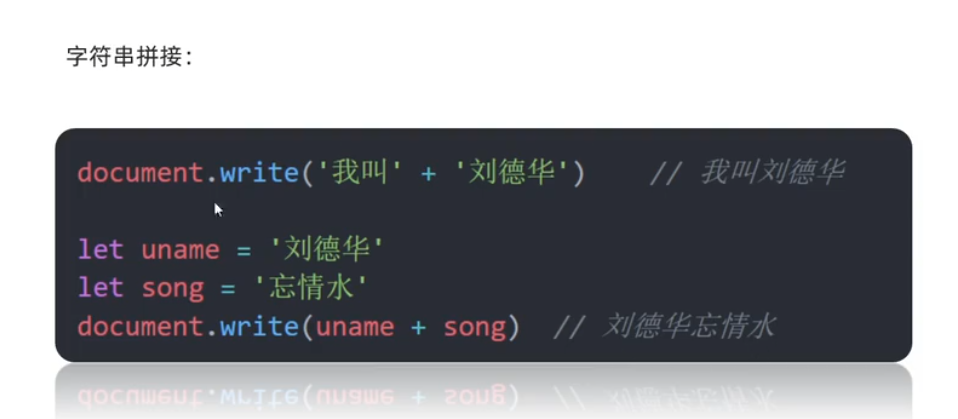 字符串拼接：
document.write('我叫' + '刘德华')    // 我叫刘德华
let uname = '刘德华'
let song = '忘情水'
document.write(uname + song)  // 刘德华忘情水